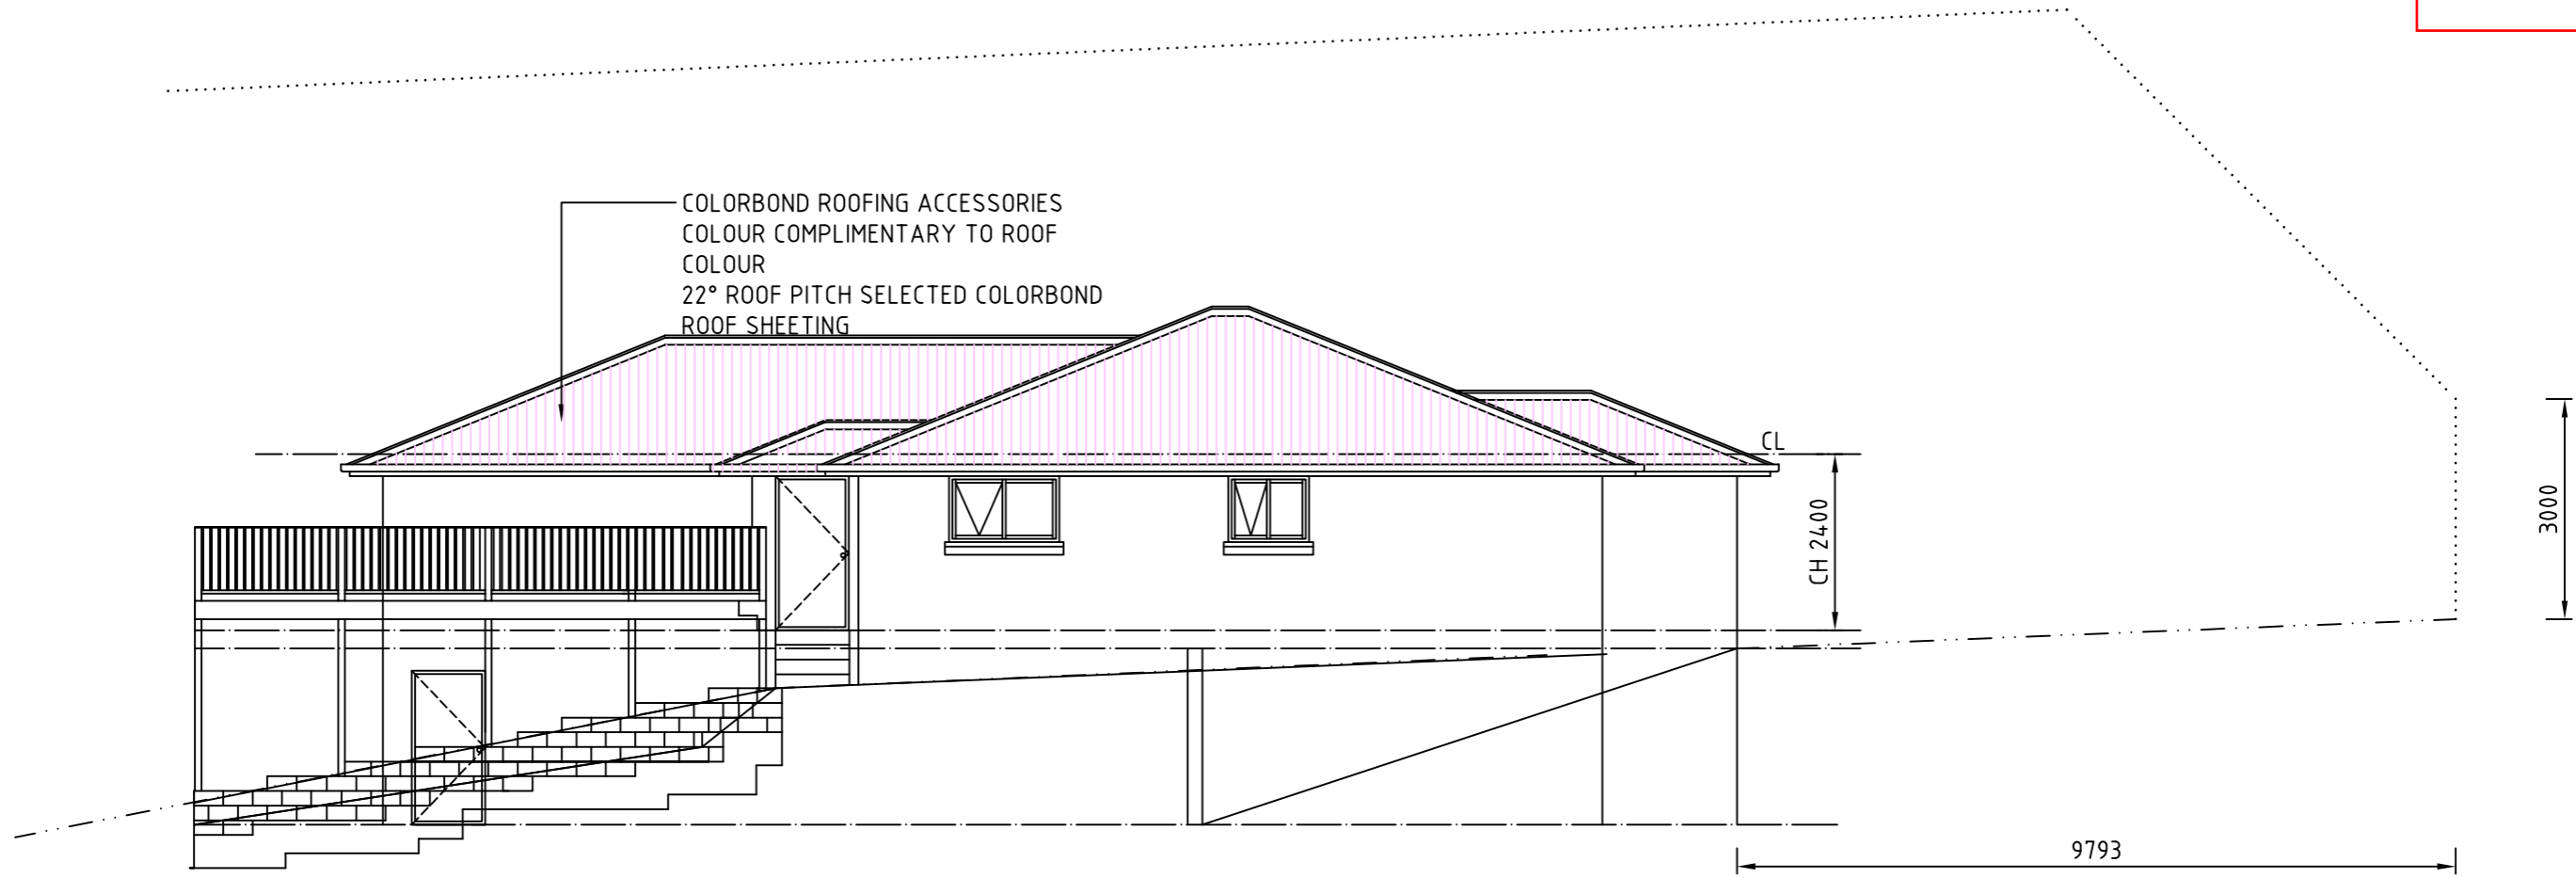 COLORBOND ROOFING ACCESSORIES
COLOUR COMPLIMENTARY TO ROOF
COLOUR
22° ROOF PITCH SELECTED COLORBOND
ROOF SHEETING
CL
CH 2400
3000
9793